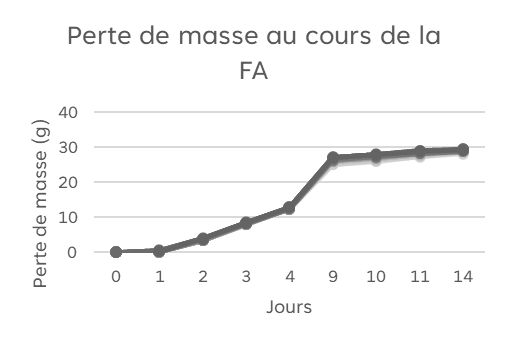 Perte de masse au cours de la
FA
Perte de masse (g)
40
30
20
10
0
0 1 2 3 4 9 10 11 14
Jours